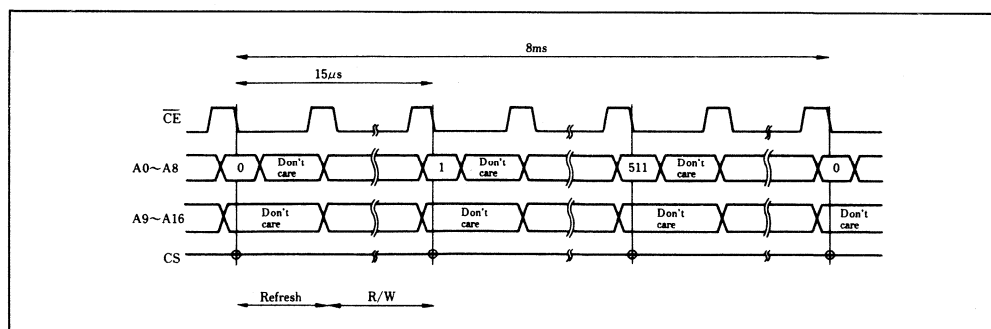 8ms
15μs
CE
A0~A8 0 Don't care 1 Don't care 511 Don't care 0
A9~A16 Don't care Don't care Don't care Don't care
CS
Refresh R/W